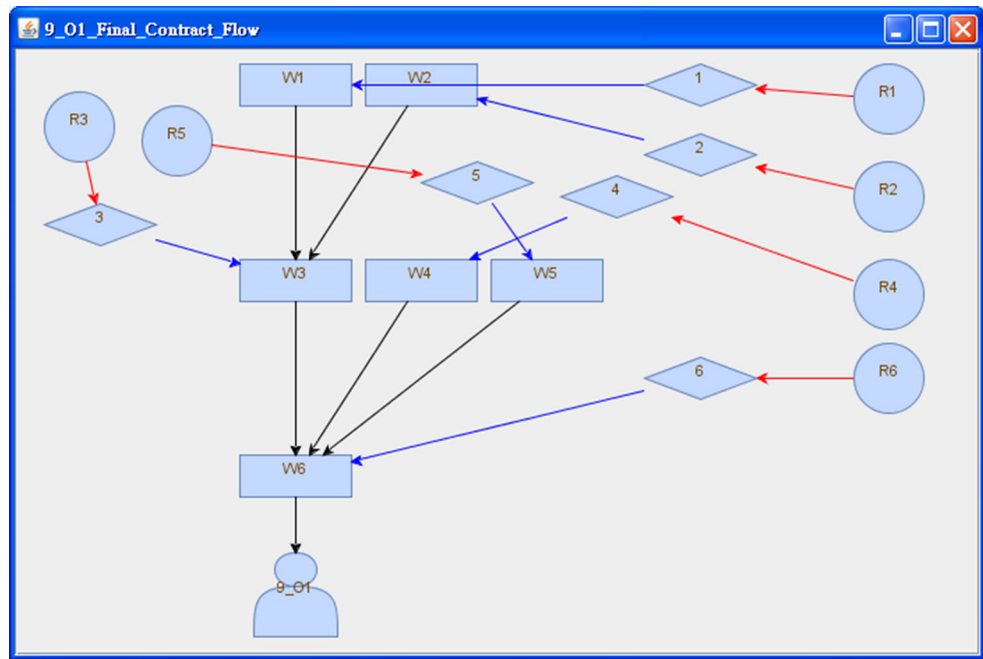 9_O1_Final_Contract_Flow
W1
W2
1
R1
R3
R5
2
R2
5
4
3
W3
W4
W5
R4
6
R6
W6
9_O1